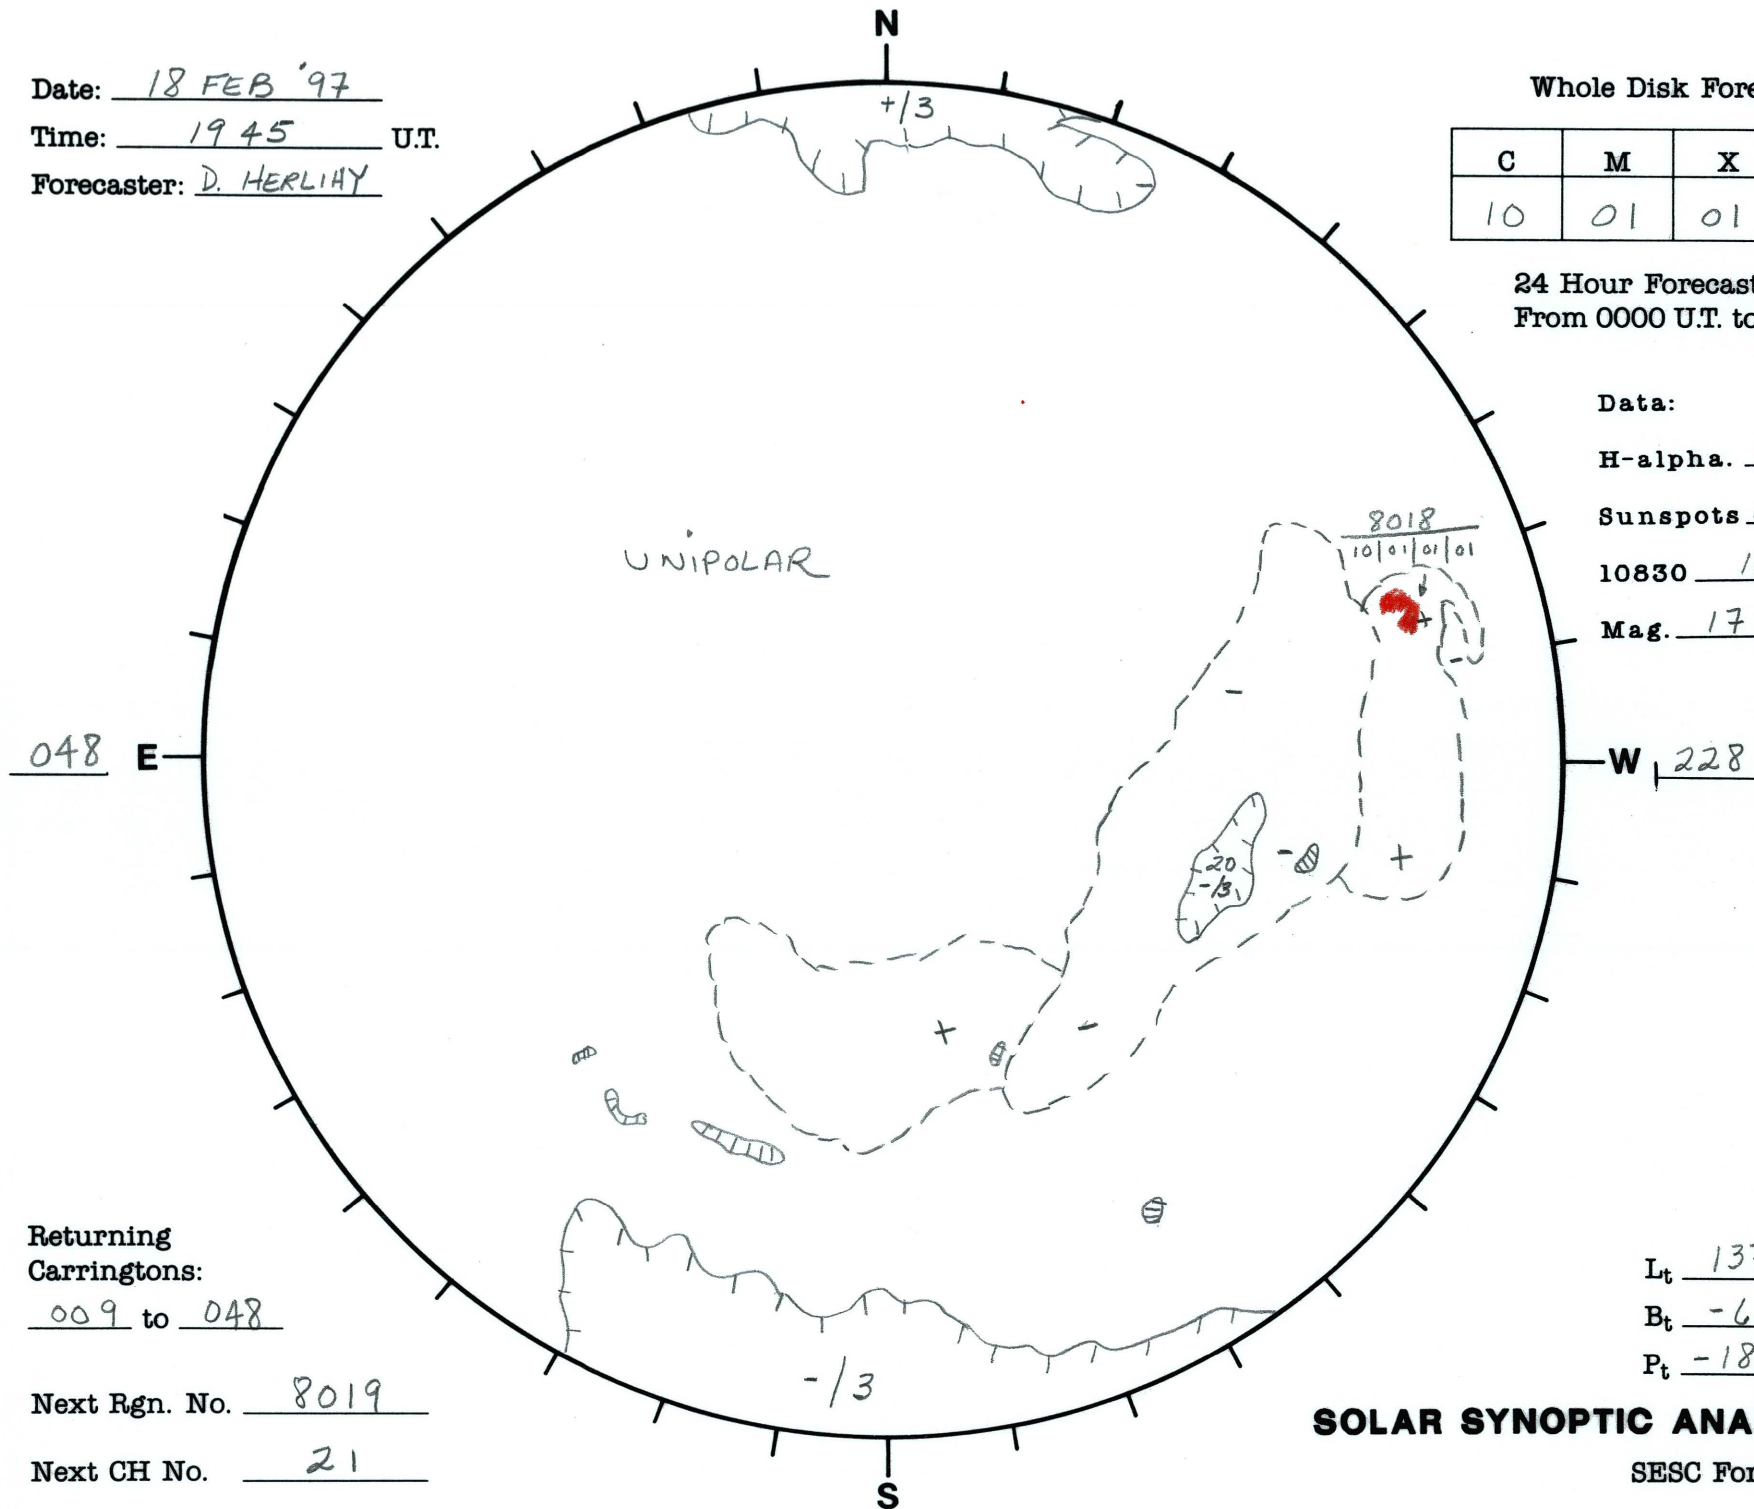 N
Date: 18 FEB '97
Time: 1945 U.T.
Forecaster: D. HERLIHY
+/3
Whole Disk Fore
C M X
10 01 01
24 Hour Forecast
From 0000 U.T. to
Data:
H-alpha.
Sunspots
10830
Mag. 17
8018
10|01|01|01
+
-
UNIPOLAR
-
048 E
W 228
20
-/3
-
+
+
-
Returning
Carringtons:
009 to 048
Next Rgn. No. 8019
Next CH No. 21
-/3
Lt 13
Bt -6
Pt -18
SOLAR SYNOPTIC ANA
SESC For
S